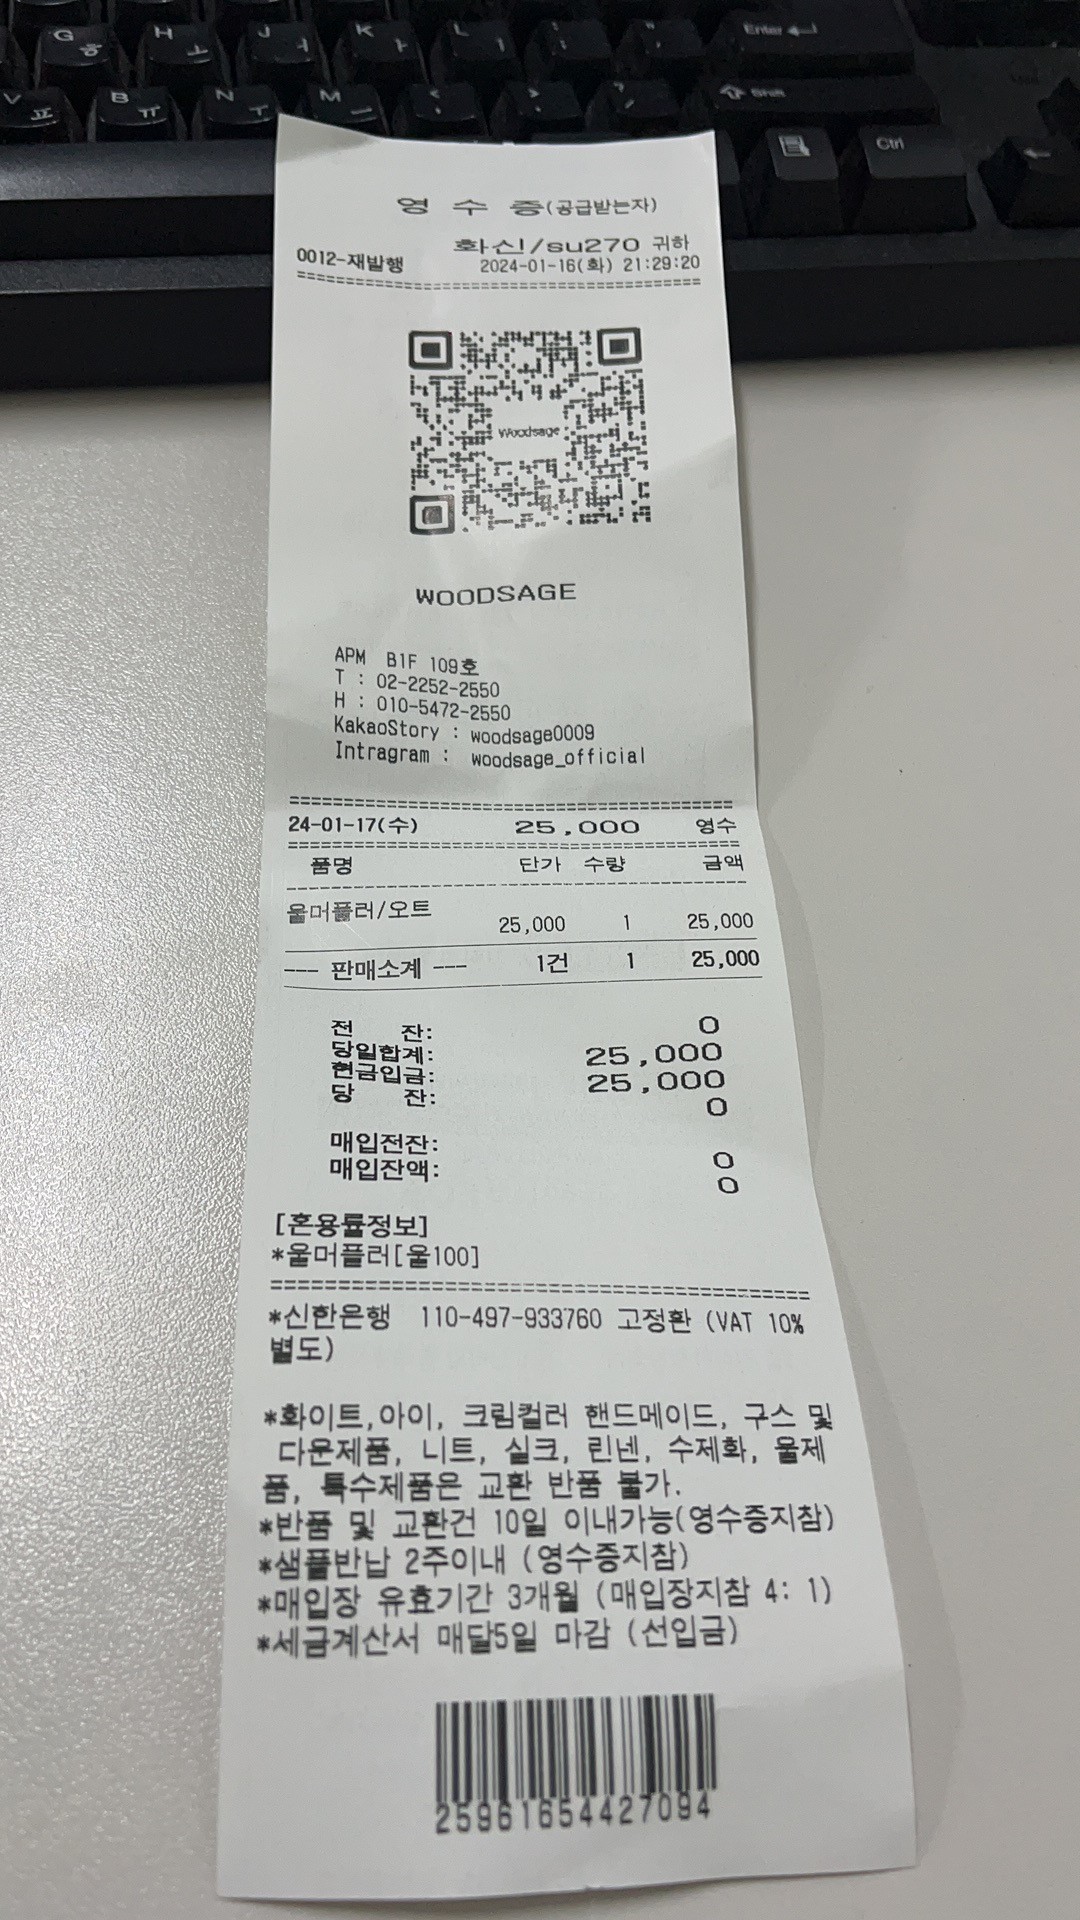 G ㅎ H ㅗ J ㅓ K ㅏ L ㅣ : ; " ' Enter
V ㅍ B ㅠ N ㅜ M ㅡ < , > . ? / Shift
Ctrl
영 수 증(공급받는자)
화신/su270 귀하
0012-재발행 2024-01-16(화) 21:29:20
Woodsage
WOODSAGE
APM B1F 109호
T : 02-2252-2550
H : 010-5472-2550
KakaoStory : woodsage0009
Intragram : woodsage_official
24-01-17(수) 25,000 영수
품명 단가 수량 금액
울머플러/오트
25,000 1 25,000
--- 판매소계 --- 1건 1 25,000
전 잔: 0
당일합계: 25,000
현금입금: 25,000
당 잔: 0
매입전잔: 0
매입잔액: 0
[혼용률정보]
*울머플러[울100]
*신한은행 110-497-933760 고정환 (VAT 10%
별도)
*화이트,아이, 크림컬러 핸드메이드, 구스 및
다운제품, 니트, 실크, 린넨, 수제화, 울제
품, 특수제품은 교환 반품 불가.
*반품 및 교환건 10일 이내가능(영수증지참)
*샘플반납 2주이내 (영수증지참)
*매입장 유효기간 3개월 (매입장지참 4: 1)
*세금계산서 매달5일 마감 (선입금)
25961654427094